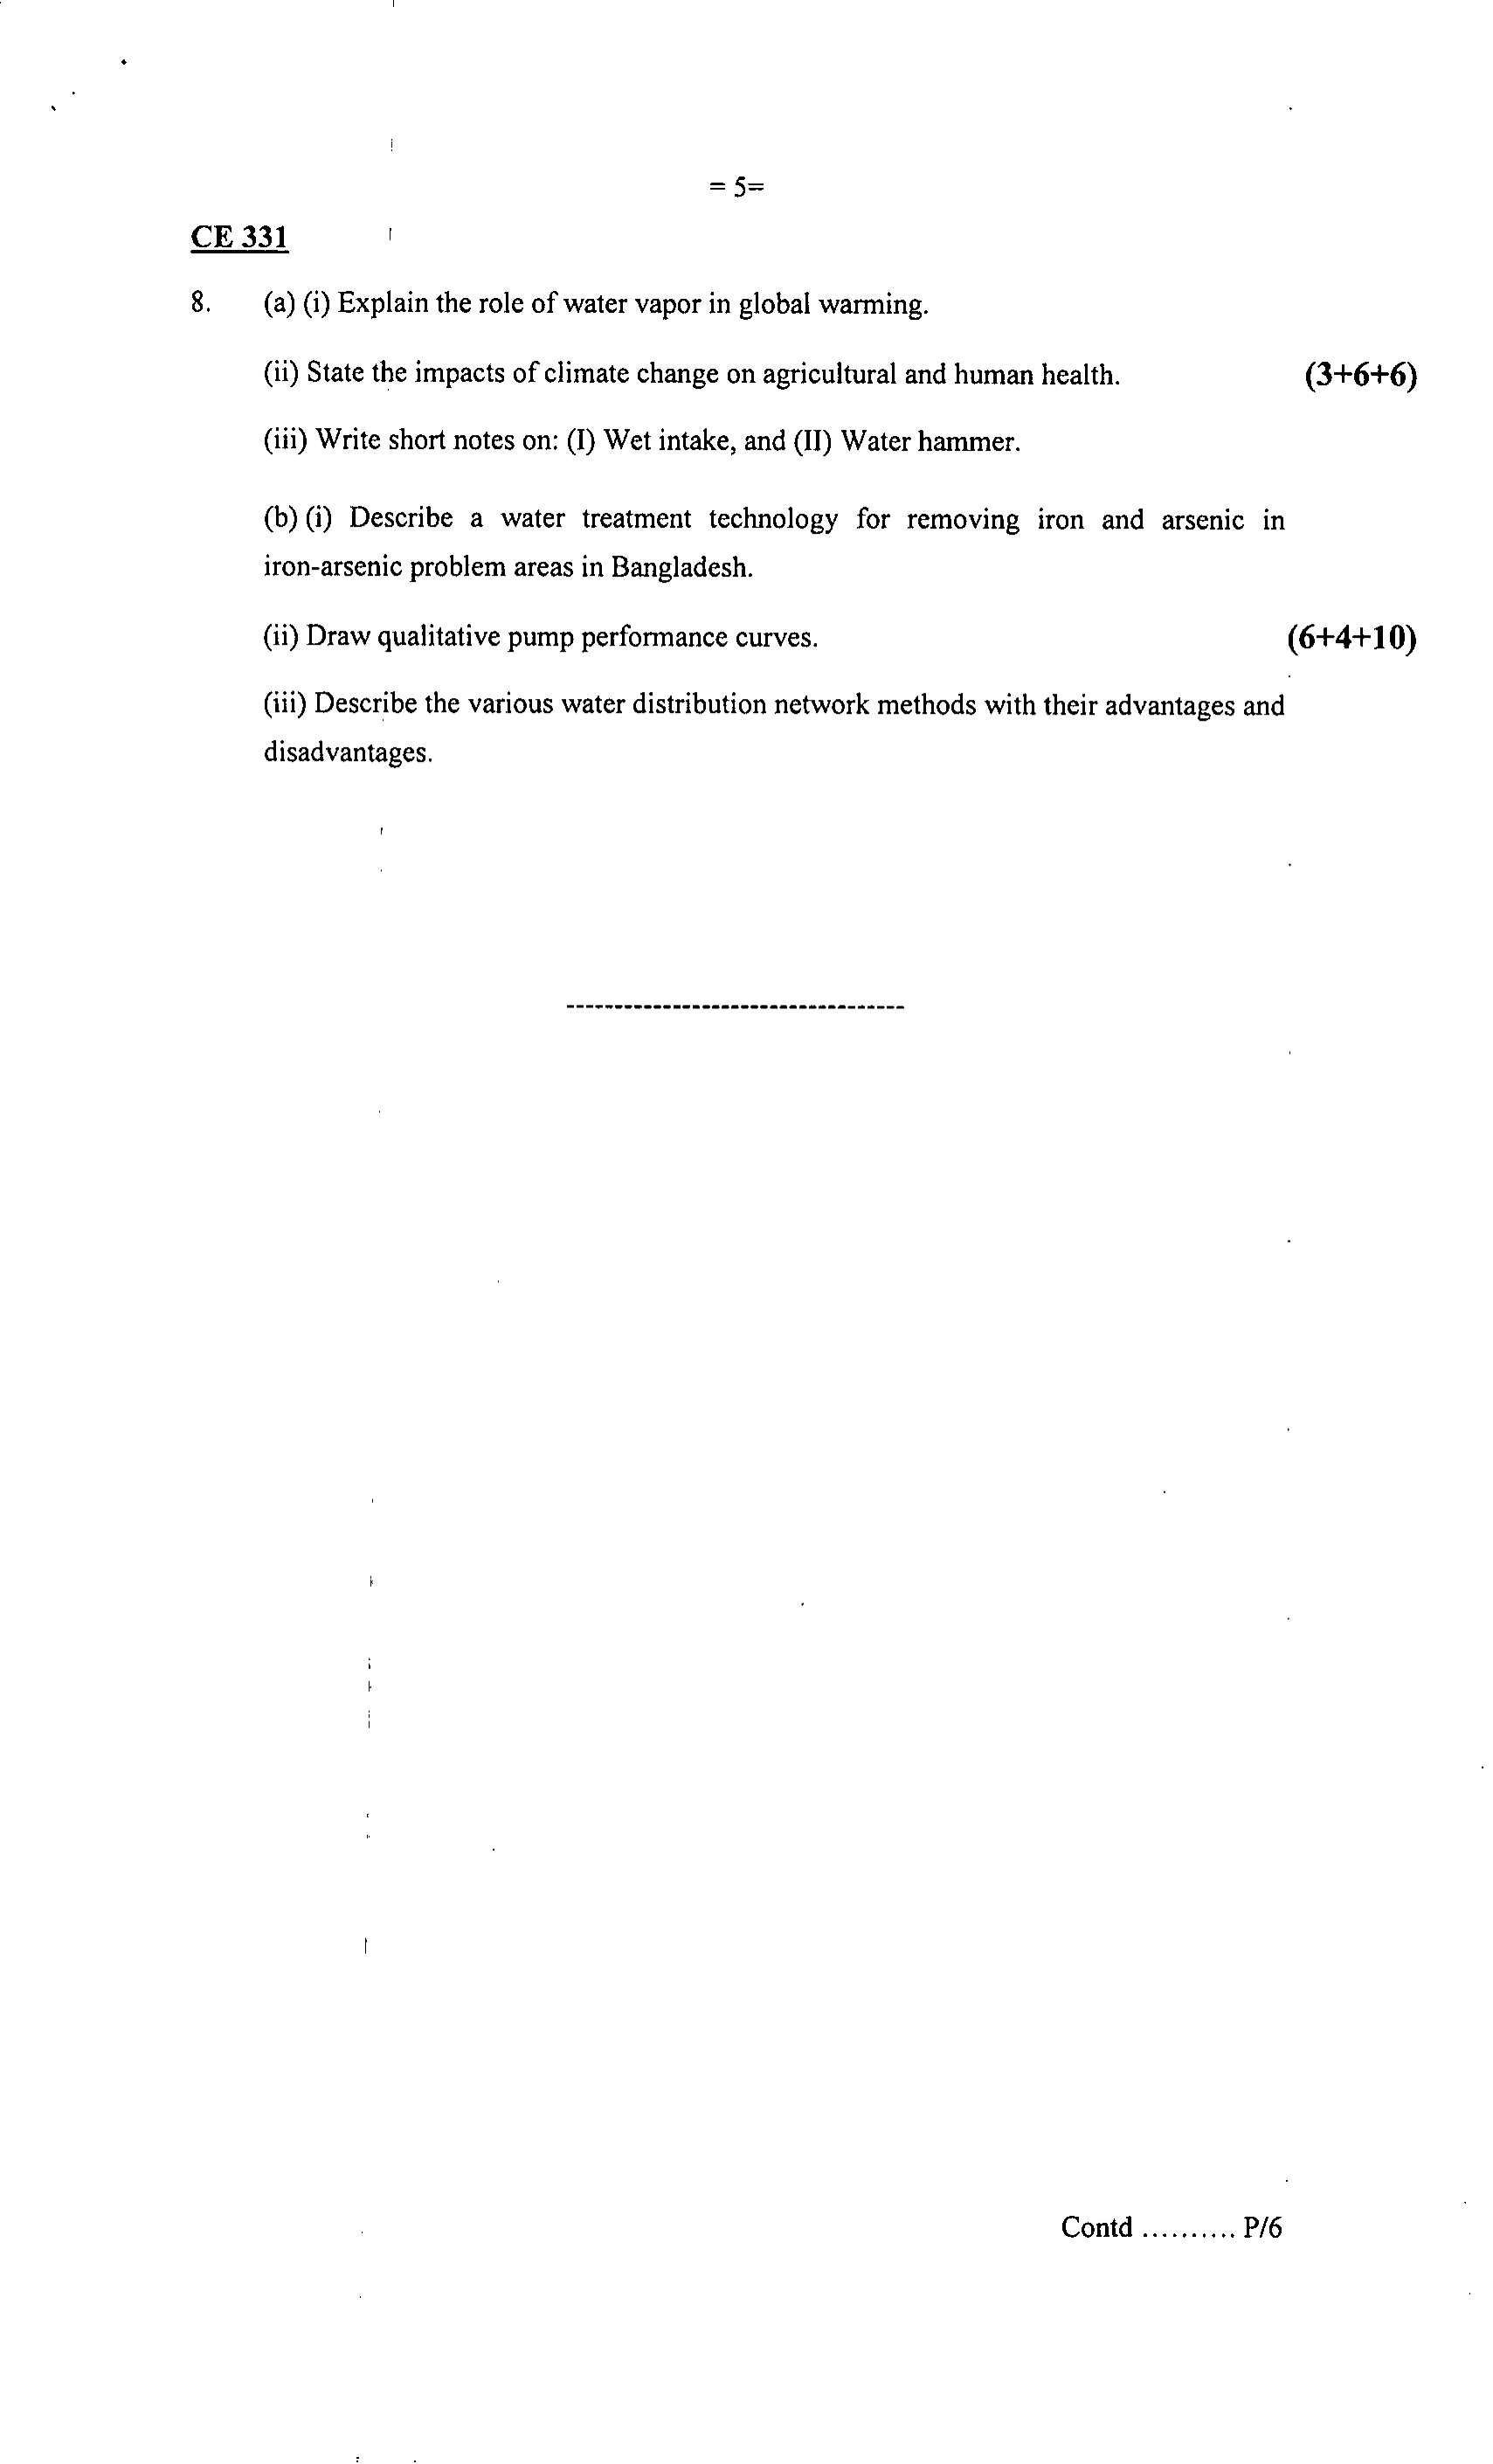 = 5=
CE 331
8. (a) (i) Explain the role of water vapor in global warming.
(ii) State the impacts of climate change on agricultural and human health. (3+6+6)
(iii) Write short notes on: (I) Wet intake, and (II) Water hammer.
(b) (i) Describe a water treatment technology for removing iron and arsenic in
iron-arsenic problem areas in Bangladesh.
(ii) Draw qualitative pump performance curves. (6+4+10)
(iii) Describe the various water distribution network methods with their advantages and
disadvantages.
-----------------------------------
Contd .......... P/6